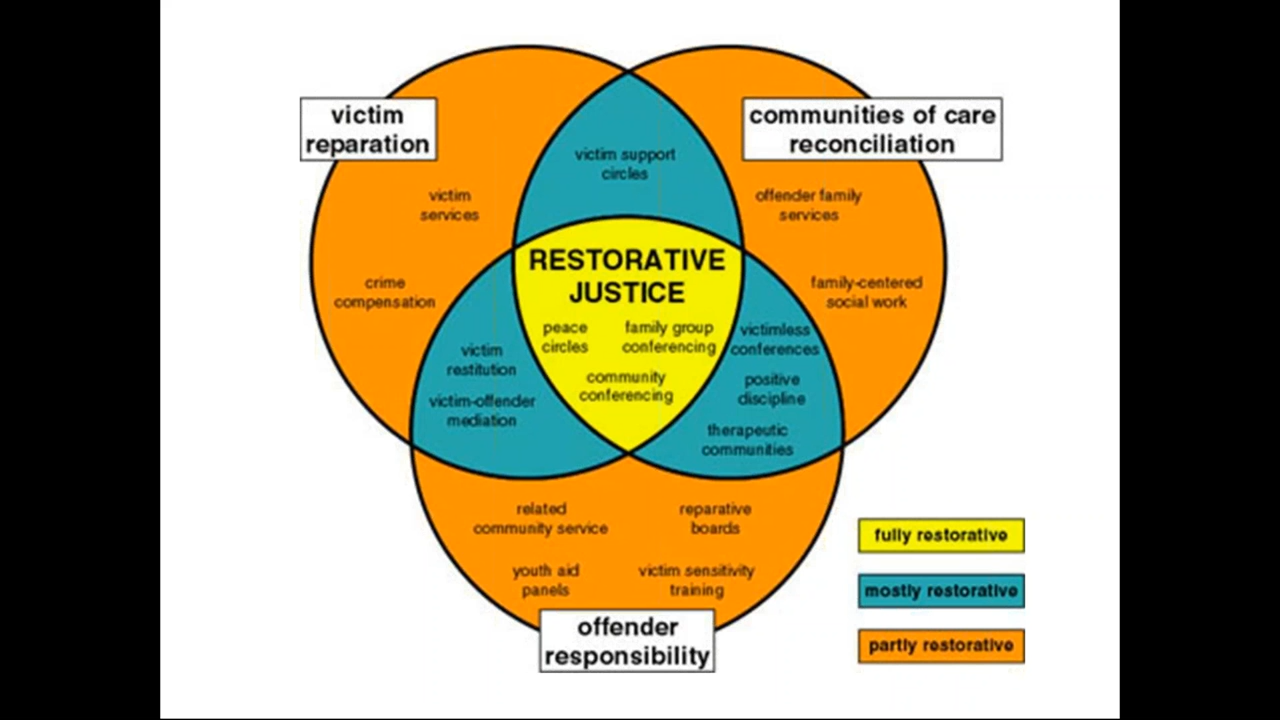 victim
reparation
communities of care
reconciliation
victim support
circles
victim
services
offender family
services
crime
compensation
family-centered
social work
RESTORATIVE
JUSTICE
peace
circles
family group
conferencing
community
conferencing
victimless
conferences
positive
discipline
therapeutic
communities
victim
restitution
victim-offender
mediation
related
community service
reparative
boards
youth aid
panels
victim sensitivity
training
offender
responsibility
fully restorative
mostly restorative
partly restorative